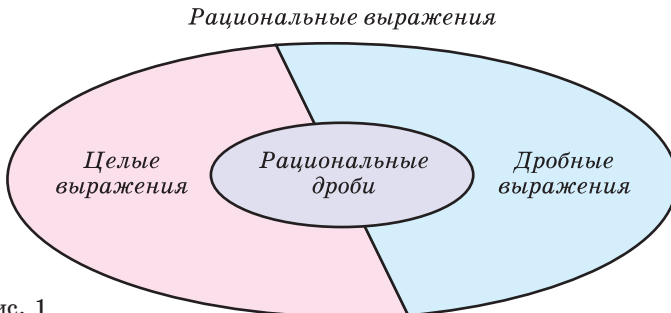 Рациональные выражения
Целые
выражения
Рациональные
дроби
Дробные
выражения
ис. 1